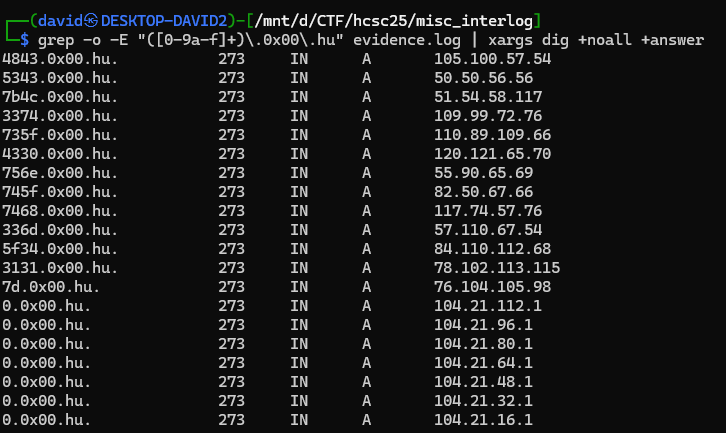 ┌──(david㉿DESKTOP-DAVID2)-[/mnt/d/CTF/hcsc25/misc_interlog]
└─$ grep -o -E "([0-9a-f]+)\.0x00\.hu" evidence.log | xargs dig +noall +answer
4843.0x00.hu. 273 IN A 105.100.57.54
5343.0x00.hu. 273 IN A 50.50.56.56
7b4c.0x00.hu. 273 IN A 51.54.58.117
3374.0x00.hu. 273 IN A 109.99.72.76
735f.0x00.hu. 273 IN A 110.89.109.66
4330.0x00.hu. 273 IN A 120.121.65.70
756e.0x00.hu. 273 IN A 55.90.65.69
745f.0x00.hu. 273 IN A 82.50.67.66
7468.0x00.hu. 273 IN A 117.74.57.76
336d.0x00.hu. 273 IN A 57.110.67.54
5f34.0x00.hu. 273 IN A 84.110.112.68
3131.0x00.hu. 273 IN A 78.102.113.115
7d.0x00.hu. 273 IN A 76.104.105.98
0.0x00.hu. 273 IN A 104.21.112.1
0.0x00.hu. 273 IN A 104.21.96.1
0.0x00.hu. 273 IN A 104.21.80.1
0.0x00.hu. 273 IN A 104.21.64.1
0.0x00.hu. 273 IN A 104.21.48.1
0.0x00.hu. 273 IN A 104.21.32.1
0.0x00.hu. 273 IN A 104.21.16.1